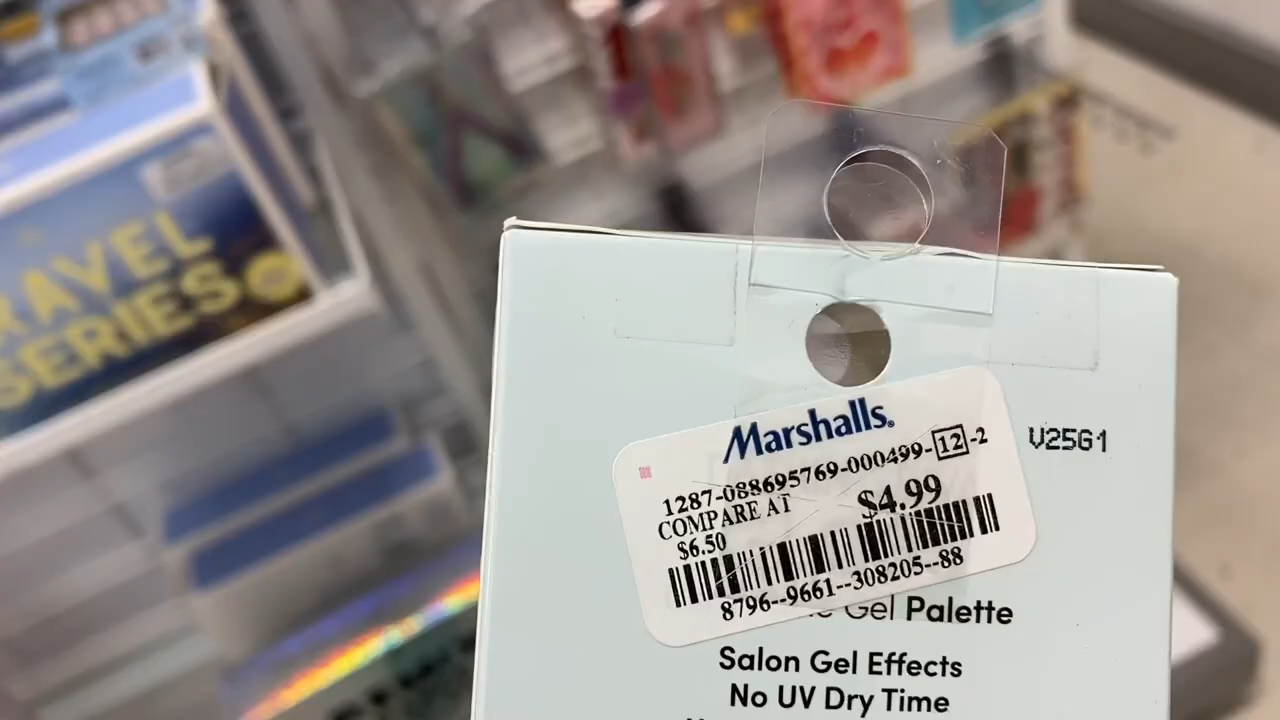 RAVEL
SERIES
Marshalls®
1287-088695769-000499-12-2
COMPARE AT
$4.99
$6.50
8796--9661--308205--88
V25G1
Gel Palette
Salon Gel Effects
No UV Dry Time